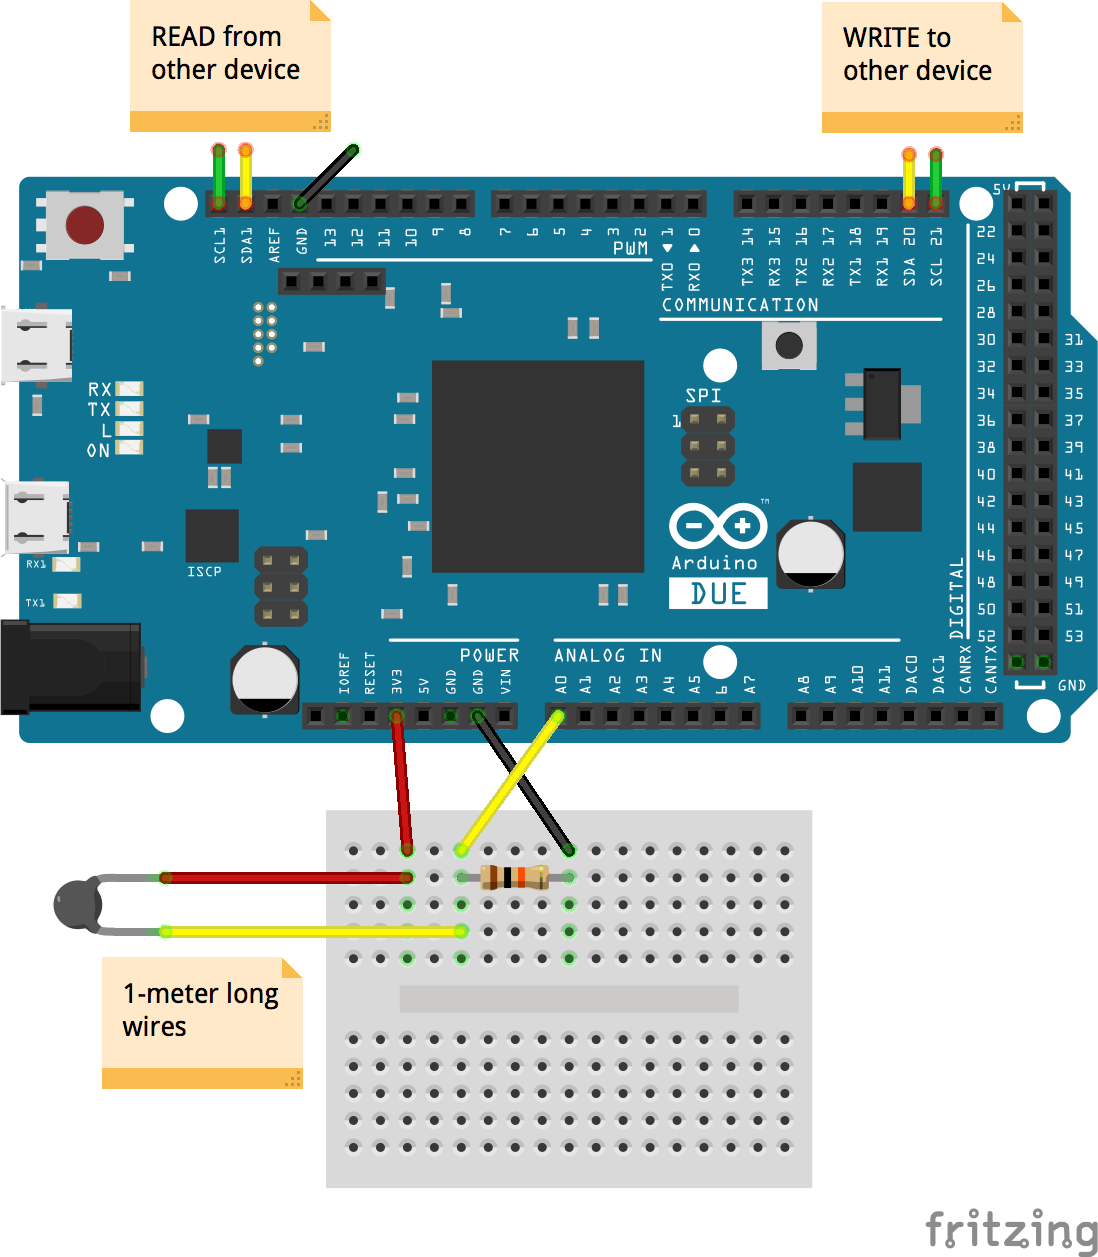 READ from
other device
WRITE to
other device
SCL1
SDA1
AREF
GND
13
12
11
10
9
8
7
6
5
4
3
2
TX0 ◄ 1
RX0 ► 0
TX3 14
RX3 15
TX2 16
RX2 17
TX1 18
RX1 19
SDA 20
SCL 21
5V
PWM
COMMUNICATION
22
24
26
28
30 31
32 33
34 35
36 37
38 39
40 41
42 43
44 45
46 47
48 49
50 51
52 53
GND
DIGITAL
RX
TX
L
ON
SPI
1
ISCP
RX1
TX1
Arduino
™
DUE
POWER
ANALOG IN
IOREF
RESET
3V3
5V
GND
GND
VIN
A0
A1
A2
A3
A4
A5
6
A7
A8
A9
A10
A11
DAC0
DAC1
CANRX
CANTX
1-meter long
wires
fritzing